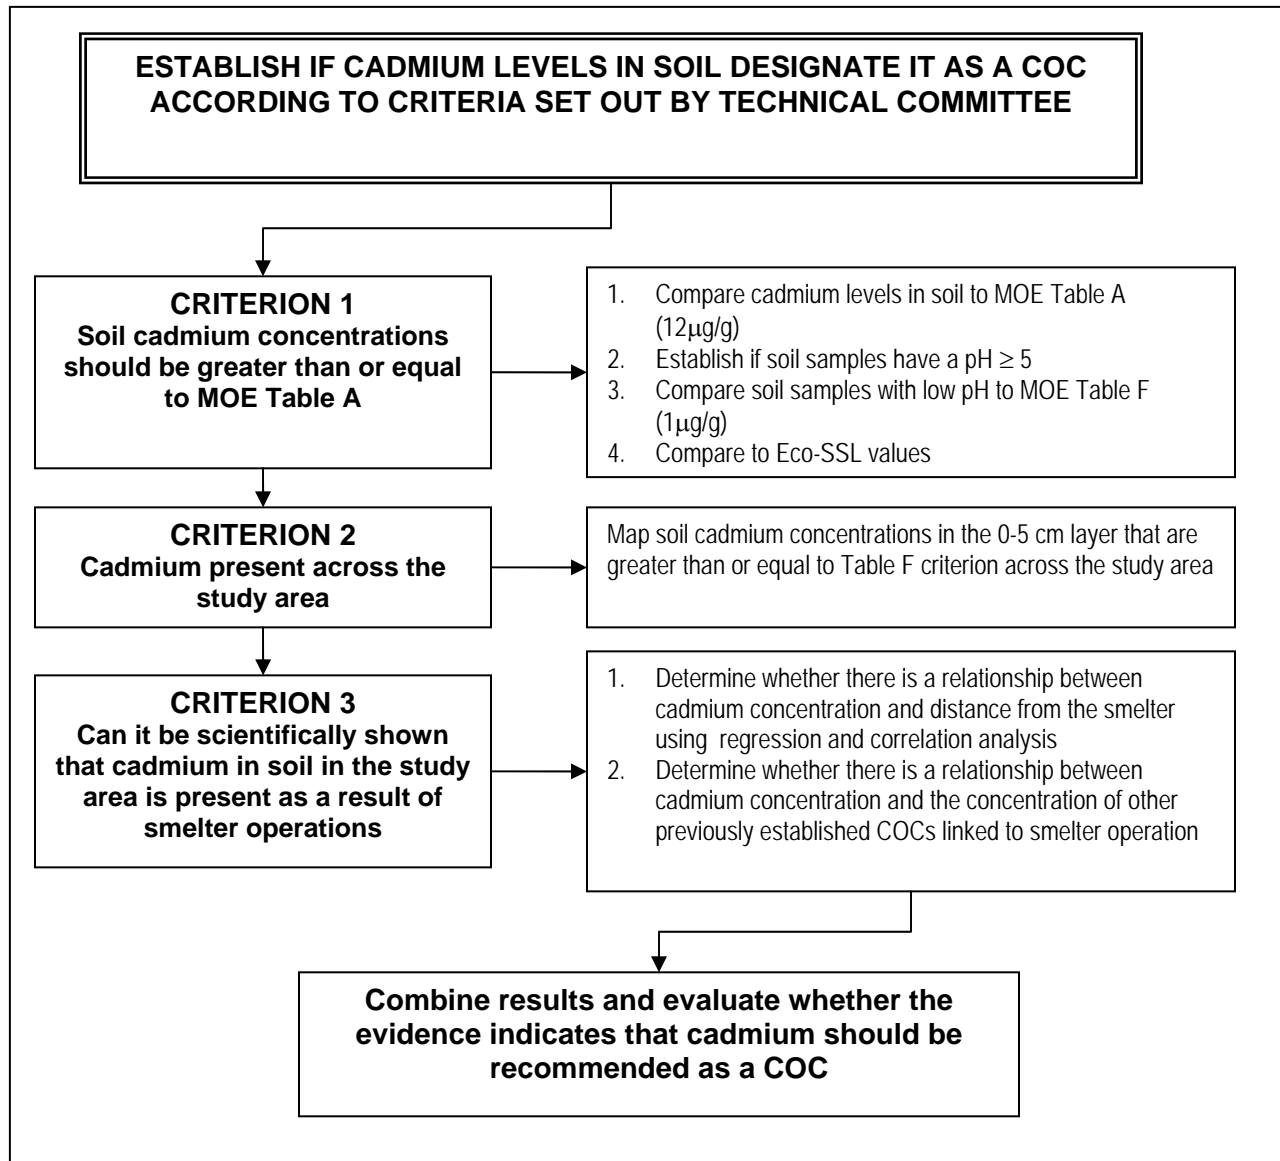 ESTABLISH IF CADMIUM LEVELS IN SOIL DESIGNATE IT AS A COC
ACCORDING TO CRITERIA SET OUT BY TECHNICAL COMMITTEE
CRITERION 1
Soil cadmium concentrations
should be greater than or equal
to MOE Table A
1. Compare cadmium levels in soil to MOE Table A
(12μg/g)
2. Establish if soil samples have a pH ≥ 5
3. Compare soil samples with low pH to MOE Table F
(1μg/g)
4. Compare to Eco-SSL values
CRITERION 2
Cadmium present across the
study area
Map soil cadmium concentrations in the 0-5 cm layer that are
greater than or equal to Table F criterion across the study area
CRITERION 3
Can it be scientifically shown
that cadmium in soil in the study
area is present as a result of
smelter operations
1. Determine whether there is a relationship between
cadmium concentration and distance from the smelter
using regression and correlation analysis
2. Determine whether there is a relationship between
cadmium concentration and the concentration of other
previously established COCs linked to smelter operation
Combine results and evaluate whether the
evidence indicates that cadmium should be
recommended as a COC